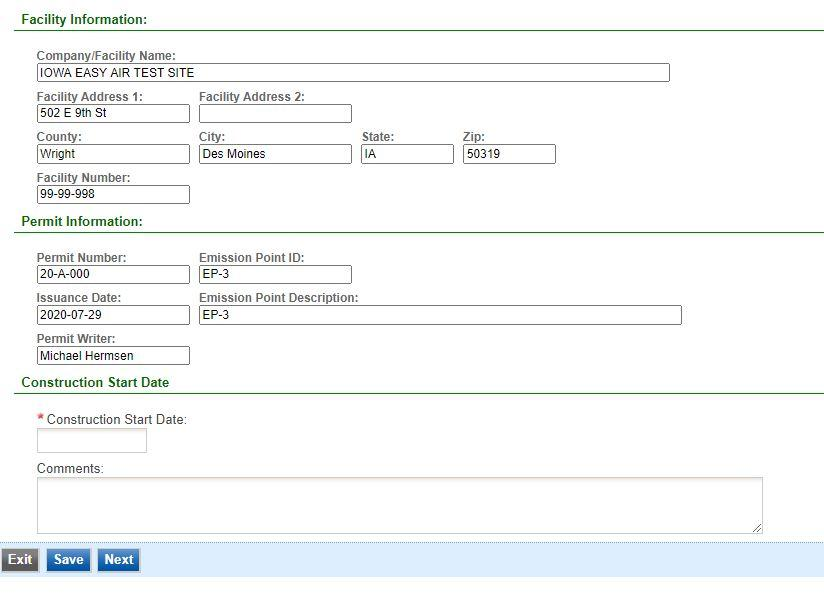 Facility Information:
Company/Facility Name:
IOWA EASY AIR TEST SITE
Facility Address 1: Facility Address 2:
502 E 9th St
County: City: State: Zip:
Wright Des Moines IA 50319
Facility Number:
99-99-998
Permit Information:
Permit Number: Emission Point ID:
20-A-000 EP-3
Issuance Date: Emission Point Description:
2020-07-29 EP-3
Permit Writer:
Michael Hermsen
Construction Start Date
* Construction Start Date:
Comments:
Exit Save Next